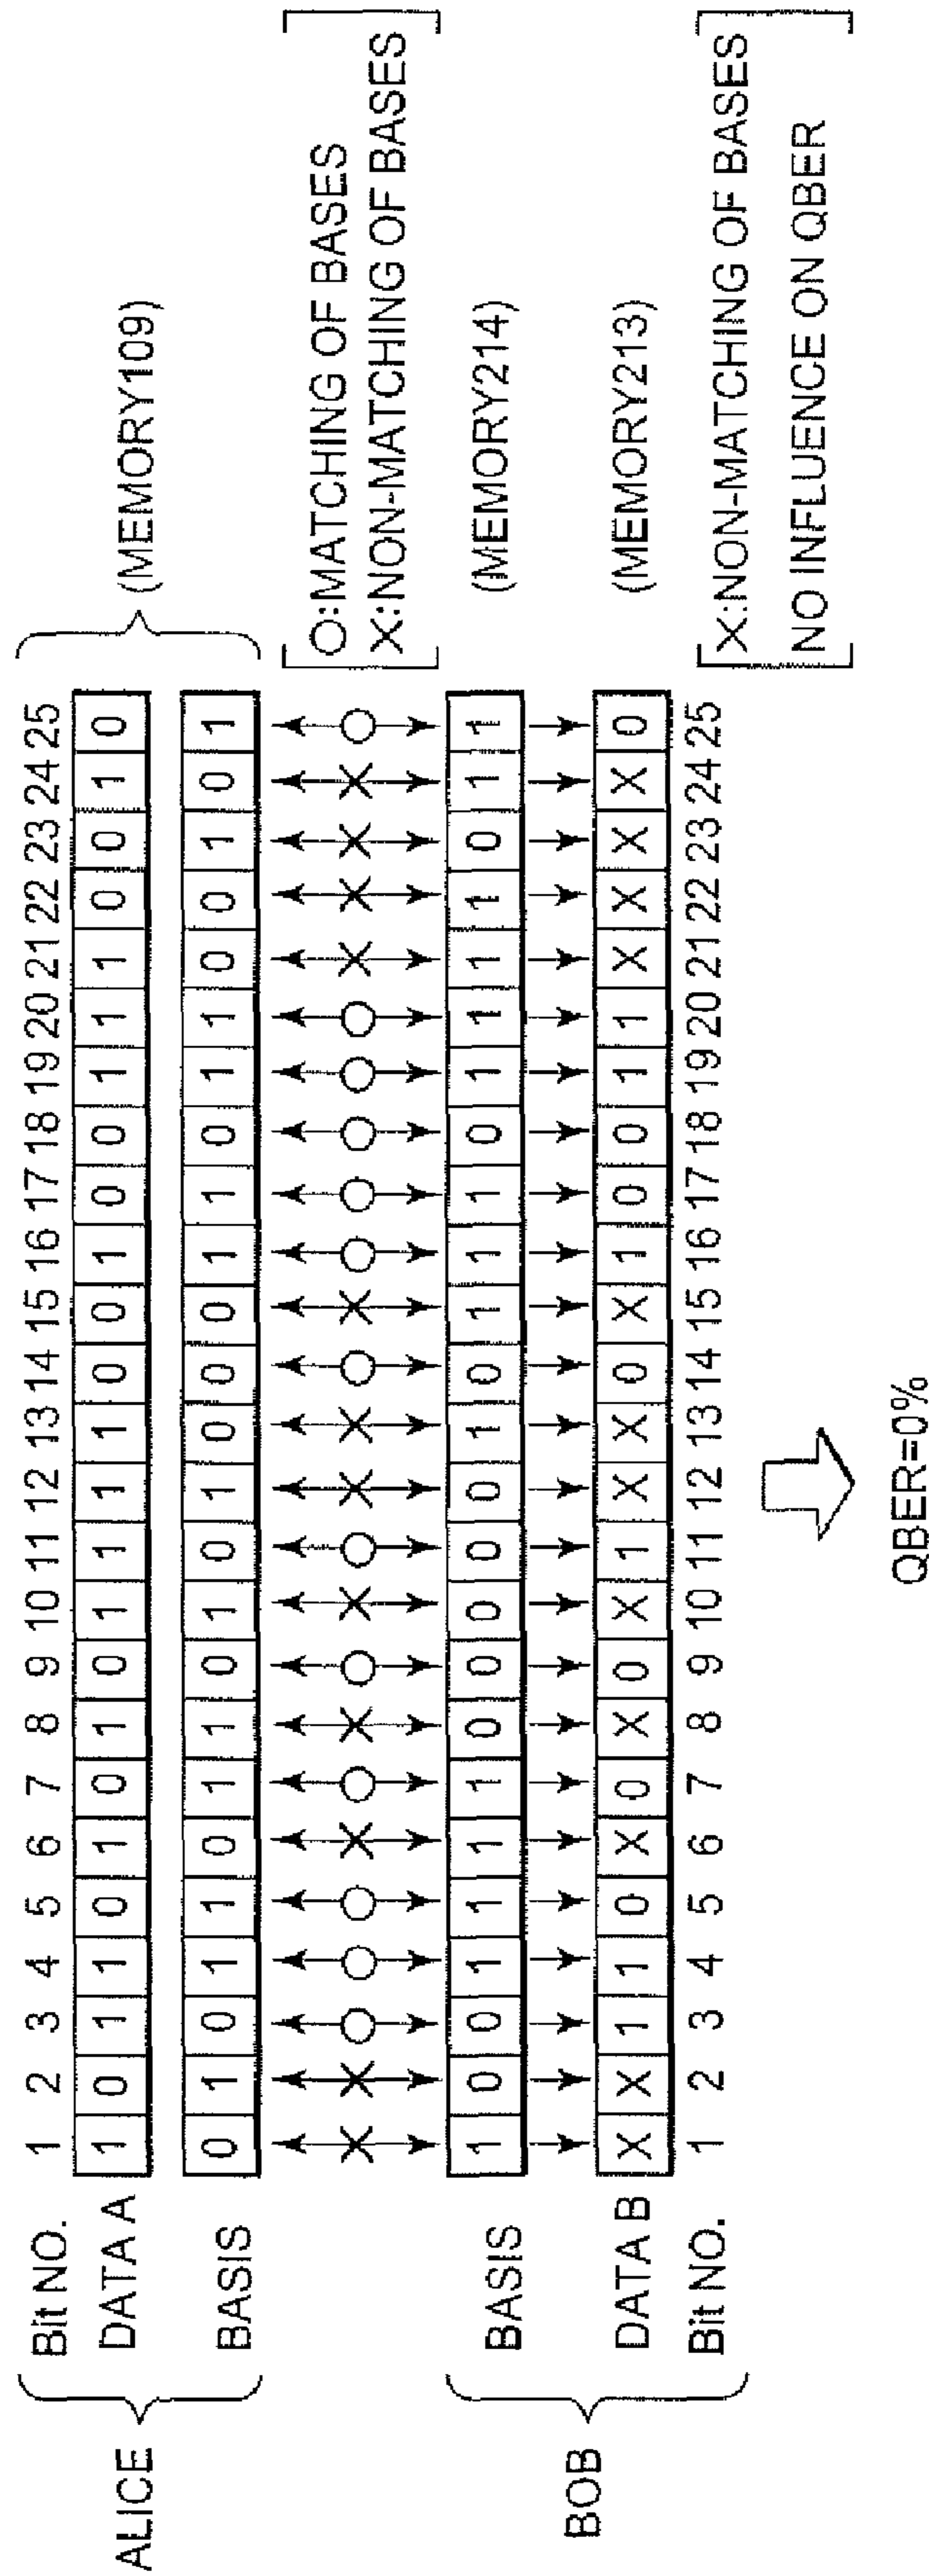 ALICE
Bit NO. 1 2 3 4 5 6 7 8 9 10 11 12 13 14 15 16 17 18 19 20 21 22 23 24 25
DATA A 1 0 1 1 0 1 0 1 0 1 1 1 1 0 0 1 0 0 1 1 1 0 0 1 0
BASIS 0 1 0 1 1 0 1 1 0 1 0 1 0 0 0 1 1 0 1 1 0 0 1 0 1
(MEMORY109)
X X O O O X O X O X O X X O X O O O O O X X X X O
O:MATCHING OF BASES
X:NON-MATCHING OF BASES
BOB
BASIS 1 0 0 1 1 1 1 0 0 0 0 0 1 0 1 1 1 0 1 1 1 1 0 1 1 (MEMORY214)
DATA B X X 1 1 0 X 0 X 0 X 1 X X 0 X 1 0 0 1 1 X X X X 0 (MEMORY213)
Bit NO. 1 2 3 4 5 6 7 8 9 10 11 12 13 14 15 16 17 18 19 20 21 22 23 24 25
X:NON-MATCHING OF BASES
NO INFLUENCE ON QBER
QBER=0%